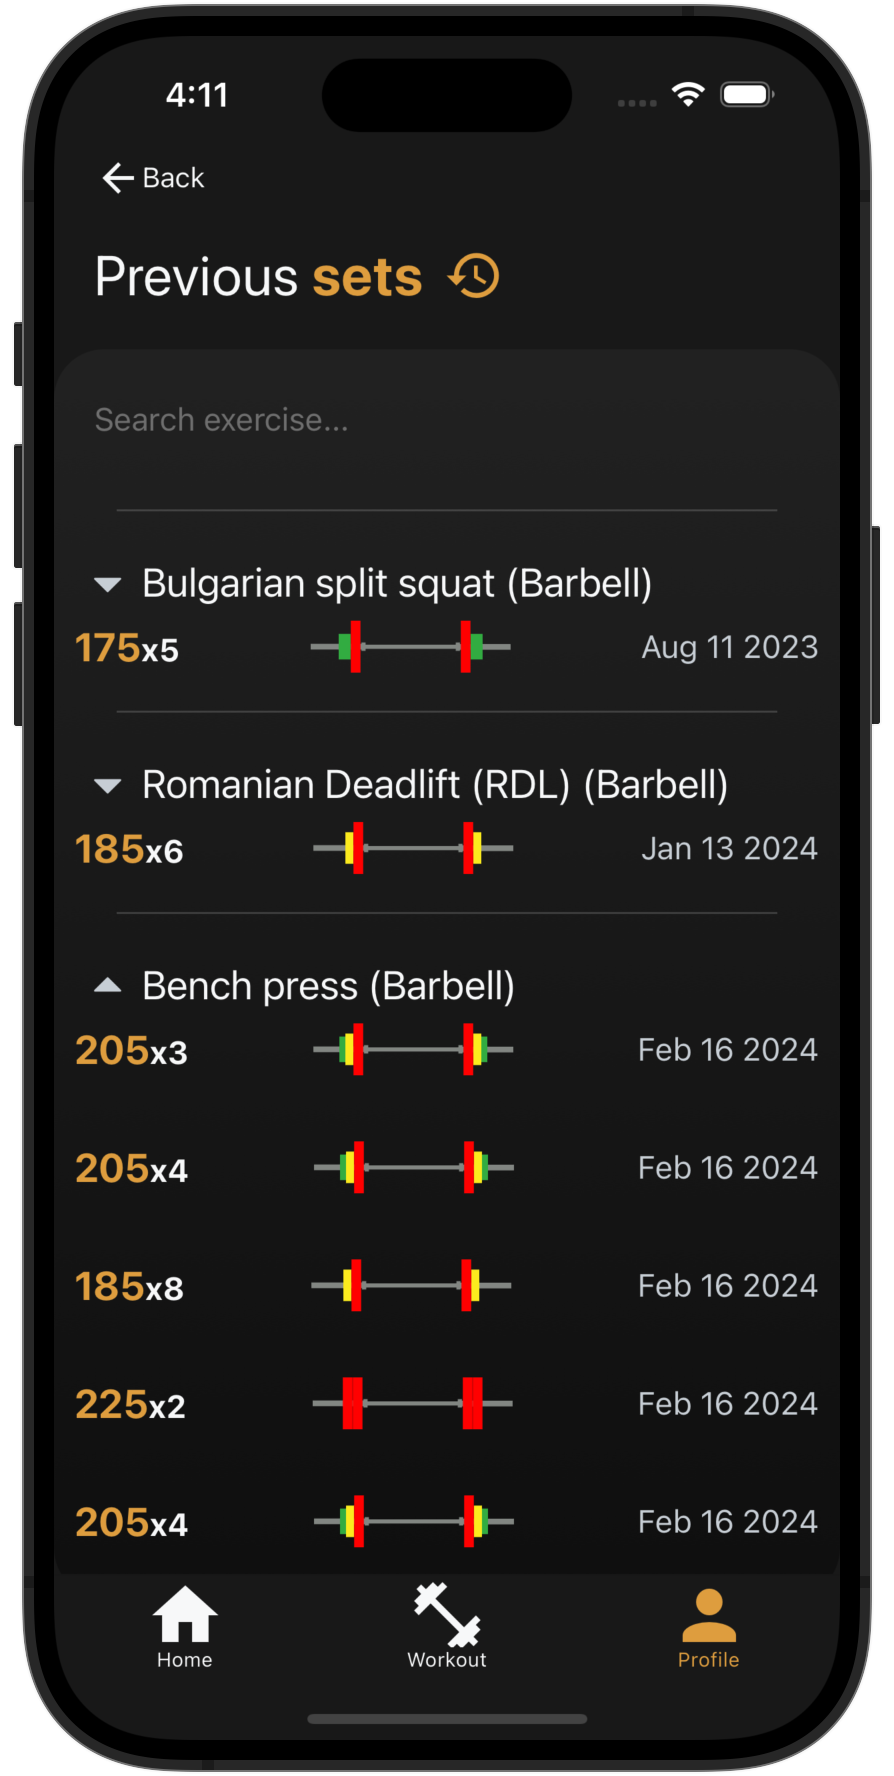 4:11
Back
Previous sets
Search exercise...
Bulgarian split squat (Barbell)
175x5 Aug 11 2023
Romanian Deadlift (RDL) (Barbell)
185x6 Jan 13 2024
Bench press (Barbell)
205x3 Feb 16 2024
205x4 Feb 16 2024
185x8 Feb 16 2024
225x2 Feb 16 2024
205x4 Feb 16 2024
Home Workout Profile